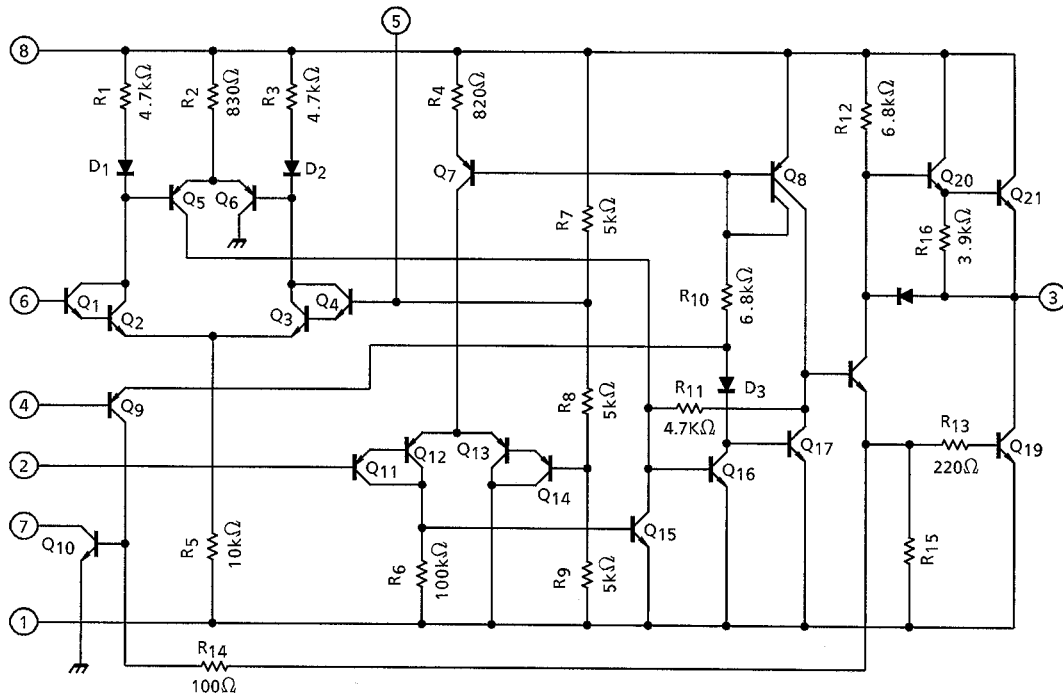 5
8
R1
4.7kΩ
R2
830Ω
R3
4.7kΩ
R4
820Ω
R12
6.8kΩ
D1
D2
Q5
Q6
Q7
Q8
Q20
Q21
R7
5kΩ
R16
3.9kΩ
6
Q1
Q2
Q3
Q4
R10
6.8kΩ
3
4
Q9
R8
5kΩ
R11
4.7KΩ
D3
2
Q11
Q12
Q13
Q14
Q16
Q17
R13
220Ω
Q19
7
Q10
R5
10kΩ
R6
100kΩ
R9
5kΩ
Q15
R15
1
R14
100Ω